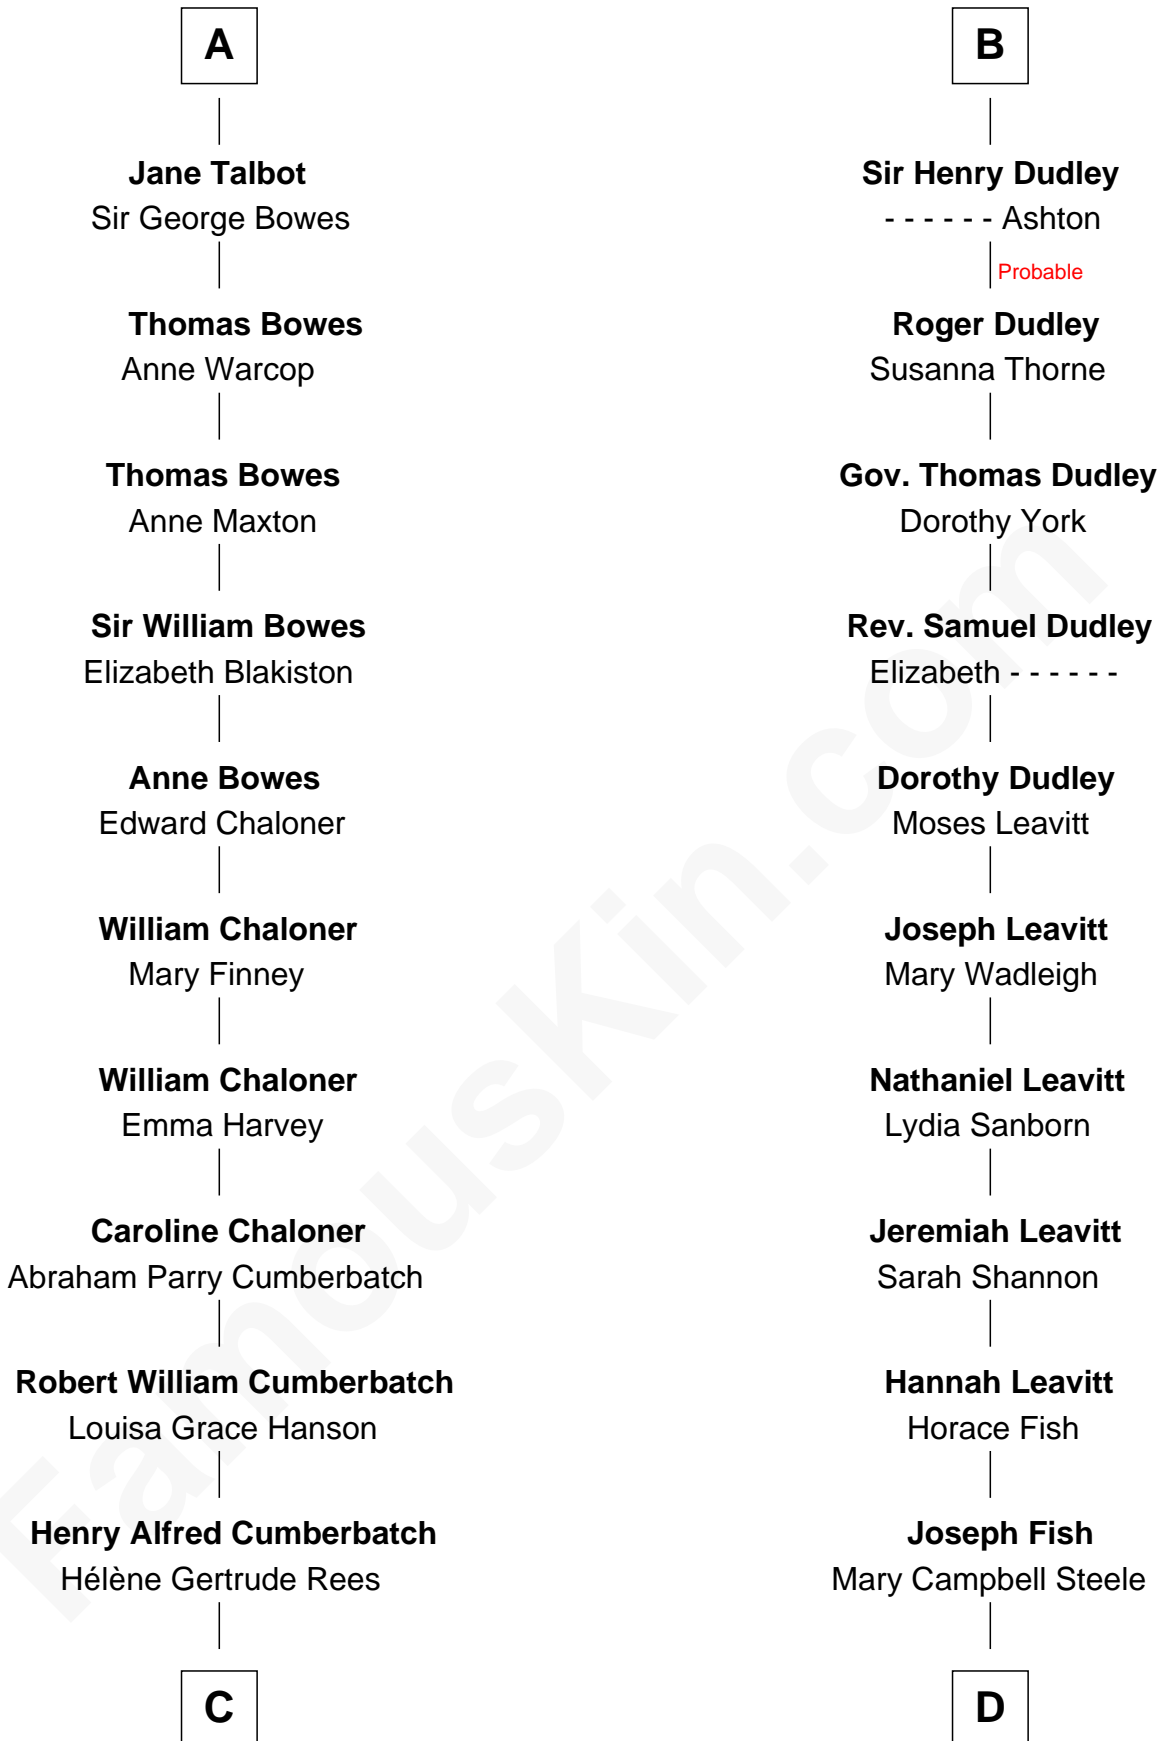 A
Jane Talbot
Sir George Bowes
Thomas Bowes
Anne Warcop
Thomas Bowes
Anne Maxton
Sir William Bowes
Elizabeth Blakiston
Anne Bowes
Edward Chaloner
William Chaloner
Mary Finney
William Chaloner
Emma Harvey
Caroline Chaloner
Abraham Parry Cumberbatch
Robert William Cumberbatch
Louisa Grace Hanson
Henry Alfred Cumberbatch
Hélène Gertrude Rees
C
B
Sir Henry Dudley
- - - - - - Ashton
Probable
Roger Dudley
Susanna Thorne
Gov. Thomas Dudley
Dorothy York
Rev. Samuel Dudley
Elizabeth - - - - - -
Dorothy Dudley
Moses Leavitt
Joseph Leavitt
Mary Wadleigh
Nathaniel Leavitt
Lydia Sanborn
Jeremiah Leavitt
Sarah Shannon
Hannah Leavitt
Horace Fish
Joseph Fish
Mary Campbell Steele
D
FamousKin.com